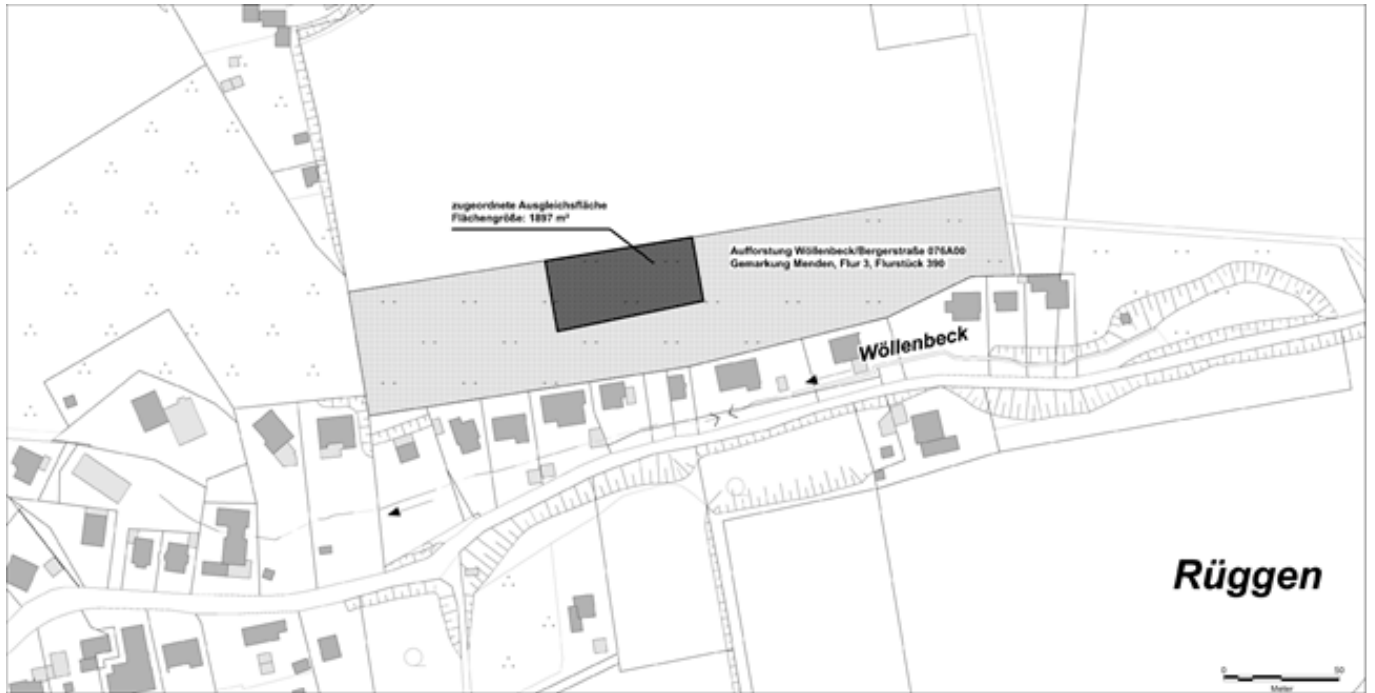 zugeordnete Ausgleichsfläche
Flächengröße: 1897 m²
Aufforstung Wöllenbeck/Bergerstraße 076A00
Gemarkung Menden, Flur 3, Flurstück 390
Wöllenbeck
Rüggen
0 50
Meter